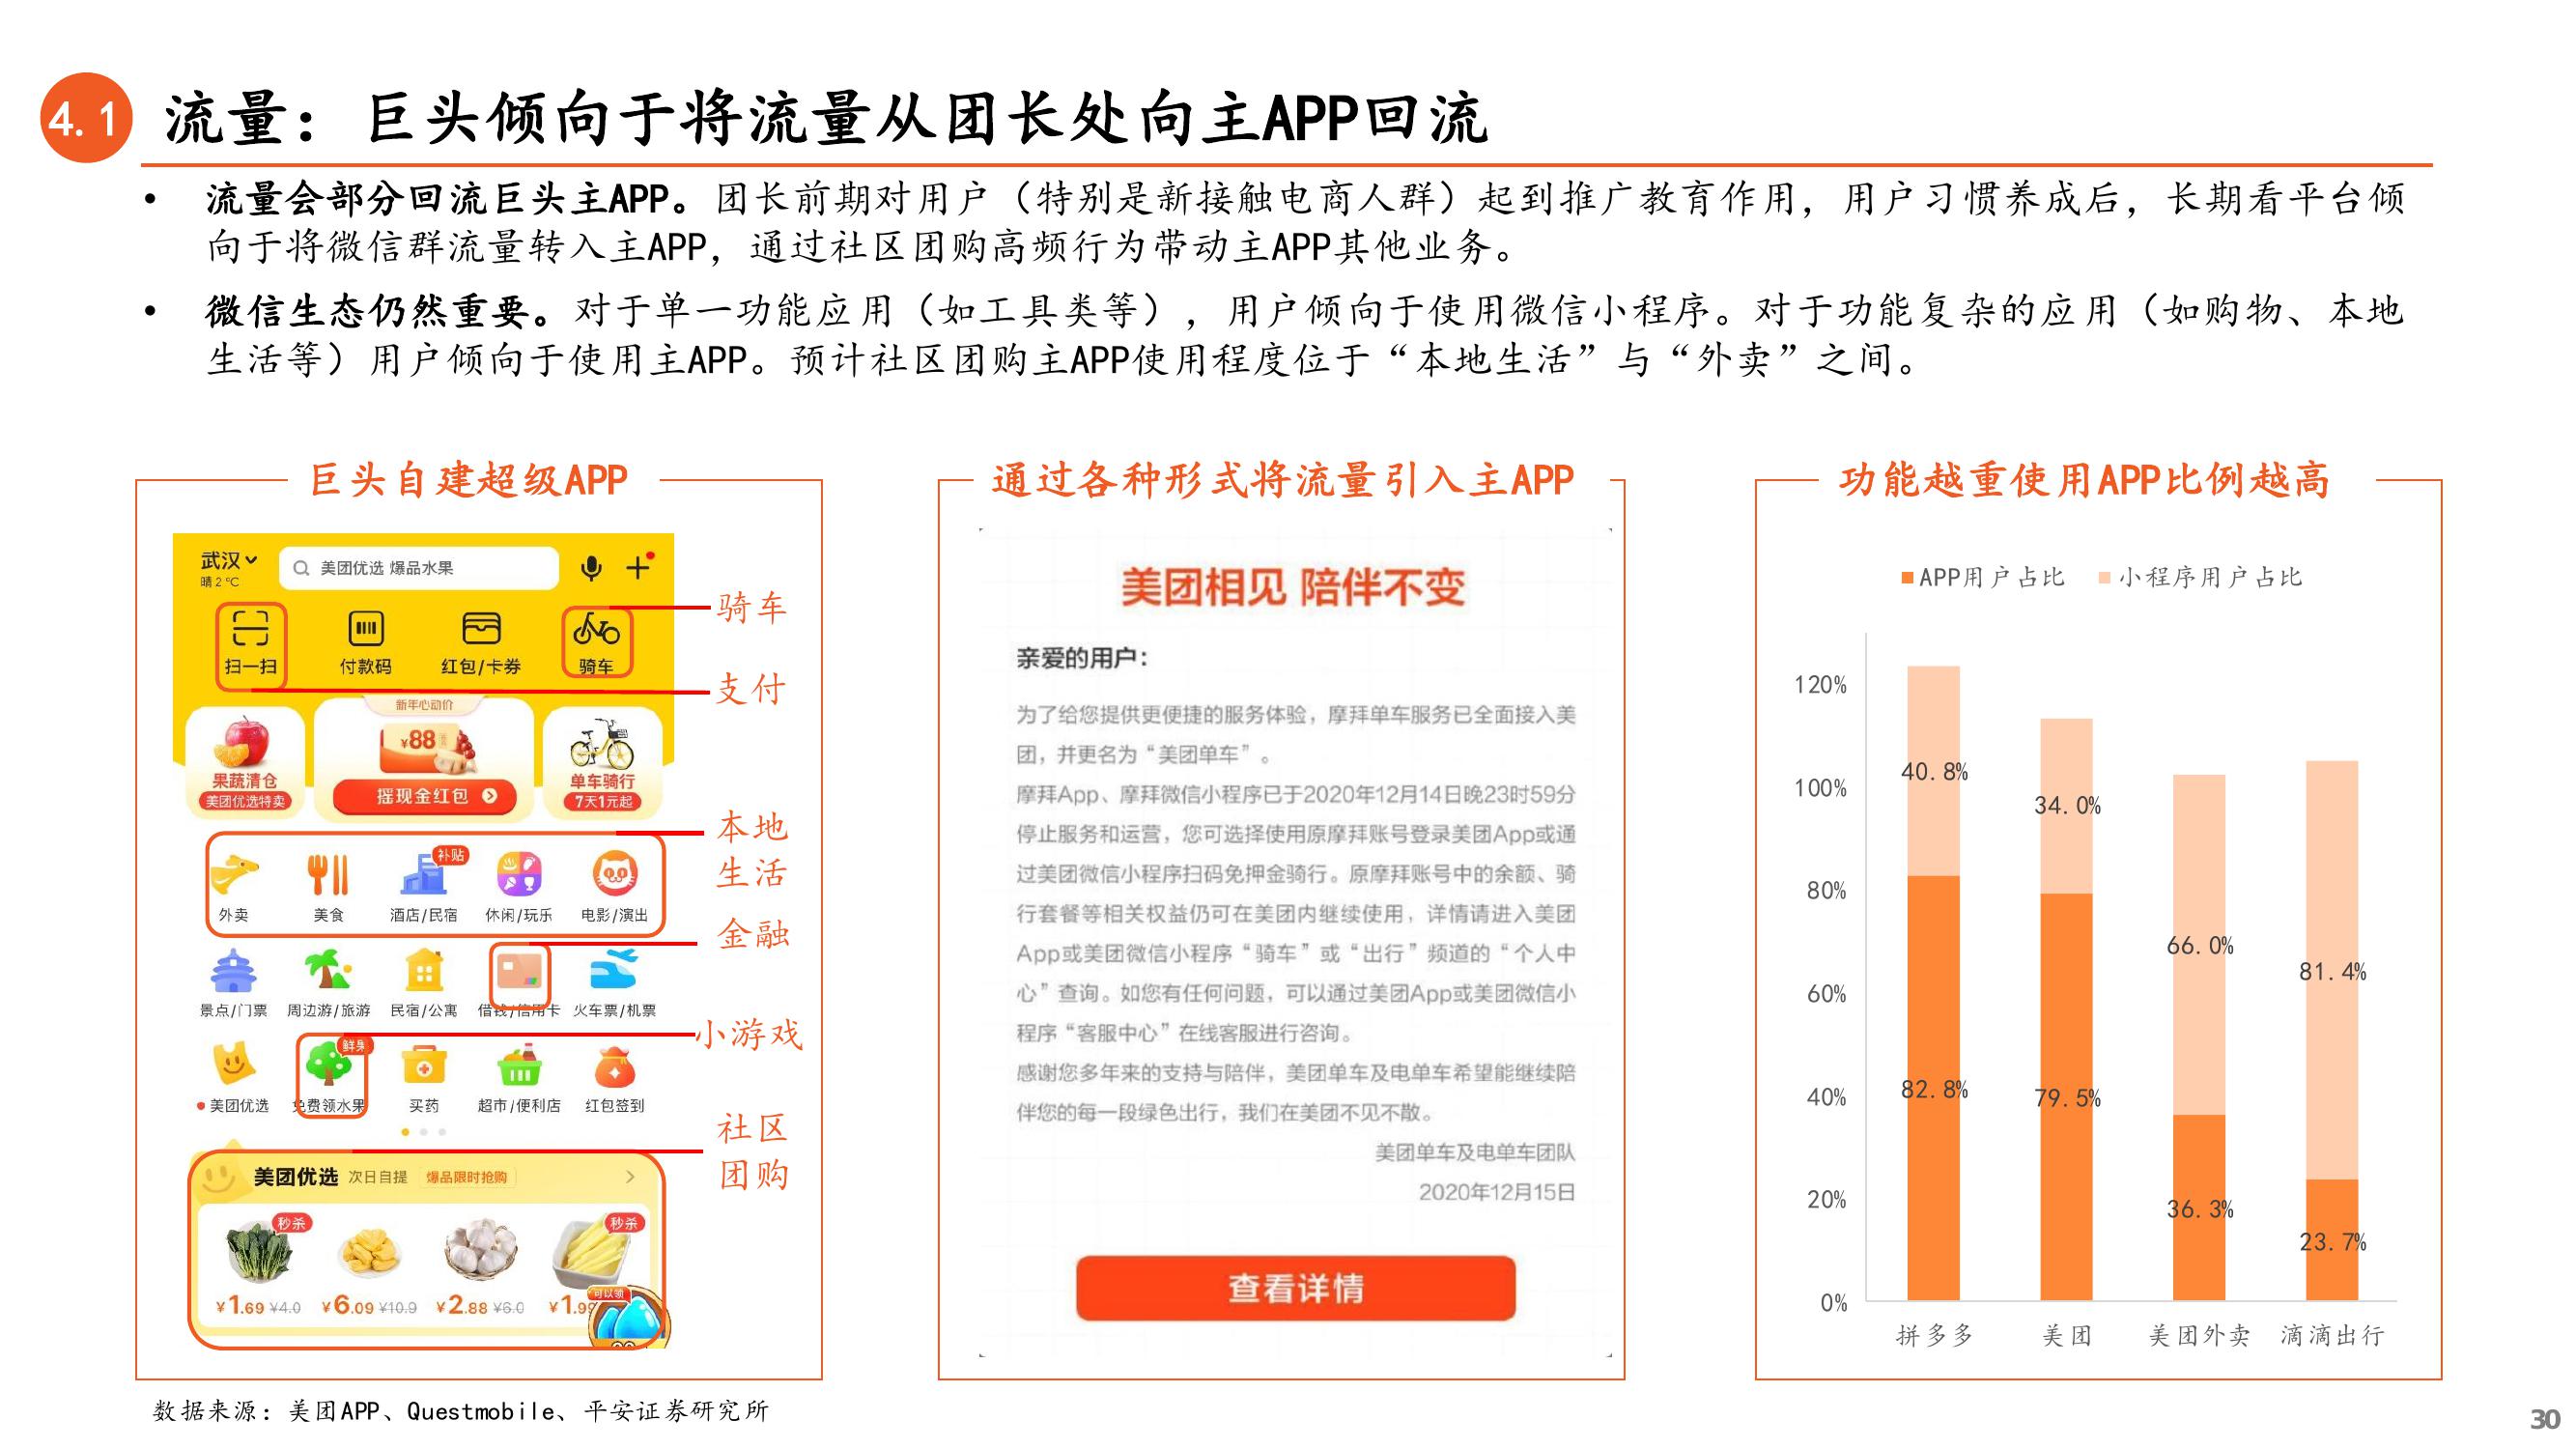 4.1 流量：巨头倾向于将流量从团长处向主APP回流
• 流量会部分回流巨头主APP。团长前期对用户（特别是新接触电商人群）起到推广教育作用，用户习惯养成后，长期看平台倾
向于将微信群流量转入主APP，通过社区团购高频行为带动主APP其他业务。
• 微信生态仍然重要。对于单一功能应用（如工具类等），用户倾向于使用微信小程序。对于功能复杂的应用（如购物、本地
生活等）用户倾向于使用主APP。预计社区团购主APP使用程度位于“本地生活”与“外卖”之间。
巨头自建超级APP
武汉
晴 2 °C
美团优选 爆品水果
扫一扫 付款码 红包/卡券 骑车
新年心动价
¥88
果蔬清仓
美团优选特卖
摇现金红包
单车骑行
7天1元起
补贴
外卖 美食 酒店/民宿 休闲/玩乐 电影/演出
景点/门票 周边游/旅游 民宿/公寓 借钱/信用卡 火车票/机票
美团优选 免费领水果 买药 超市/便利店 红包签到
美团优选 次日自提 爆品限时抢购
秒杀 秒杀
¥1.69 ¥4.0 ¥6.09 ¥10.9 ¥2.88 ¥6.0 ¥1.99
可以领
骑车
支付
本地
生活
金融
小游戏
社区
团购
通过各种形式将流量引入主APP
美团相见 陪伴不变
亲爱的用户：
为了给您提供更便捷的服务体验，摩拜单车服务已全面接入美
团，并更名为“美团单车”。
摩拜App、摩拜微信小程序已于2020年12月14日晚23时59分
停止服务和运营，您可选择使用原摩拜账号登录美团App或通
过美团微信小程序扫码免押金骑行。原摩拜账号中的余额、骑
行套餐等相关权益仍可在美团内继续使用，详情请进入美团
App或美团微信小程序“骑车”或“出行”频道的“个人中
心”查询。如您有任何问题，可以通过美团App或美团微信小
程序“客服中心”在线客服进行咨询。
感谢您多年来的支持与陪伴，美团单车及电单车希望能继续陪
伴您的每一段绿色出行，我们在美团不见不散。
美团单车及电单车团队
2020年12月15日
查看详情
功能越重使用APP比例越高
APP用户占比 小程序用户占比
120%
100%
80%
60%
40%
20%
0%
40.8%
34.0%
66.0%
81.4%
82.8%
79.5%
36.3%
23.7%
拼多多 美团 美团外卖 滴滴出行
数据来源：美团APP、Questmobile、平安证券研究所
30